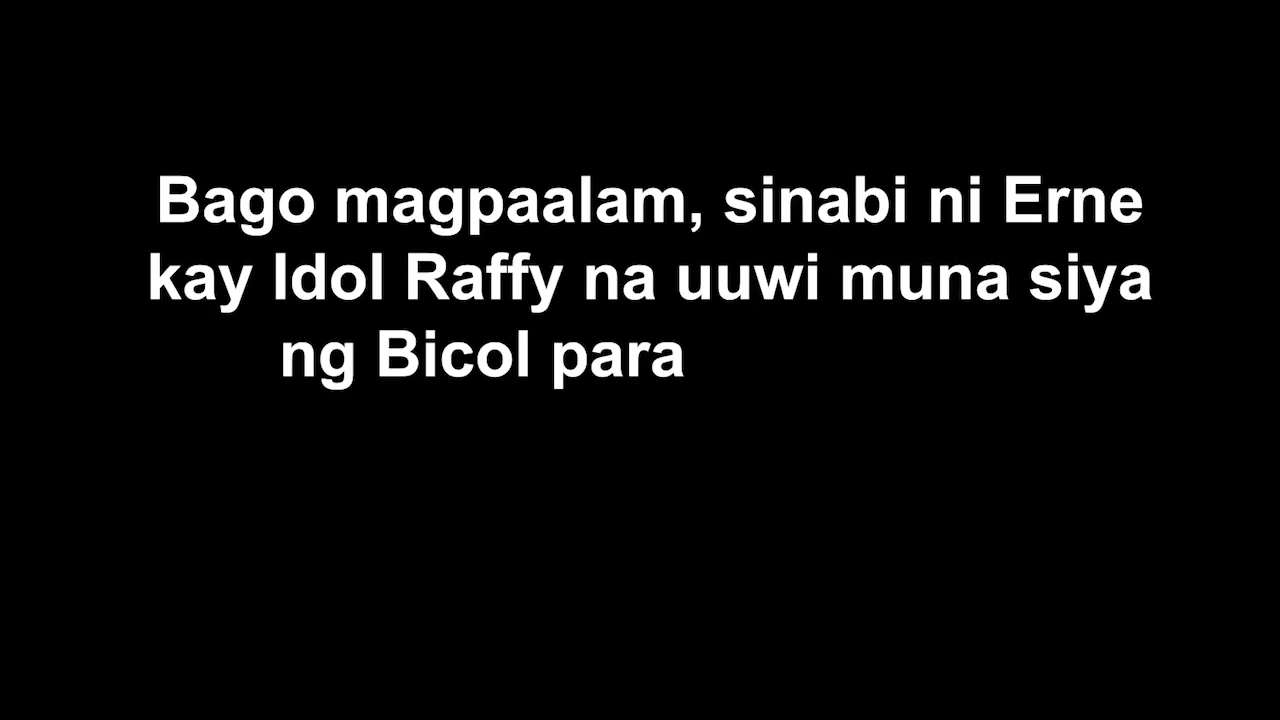 Bago magpaalam, sinabi ni Erne
kay Idol Raffy na uuwi muna siya
ng Bicol para